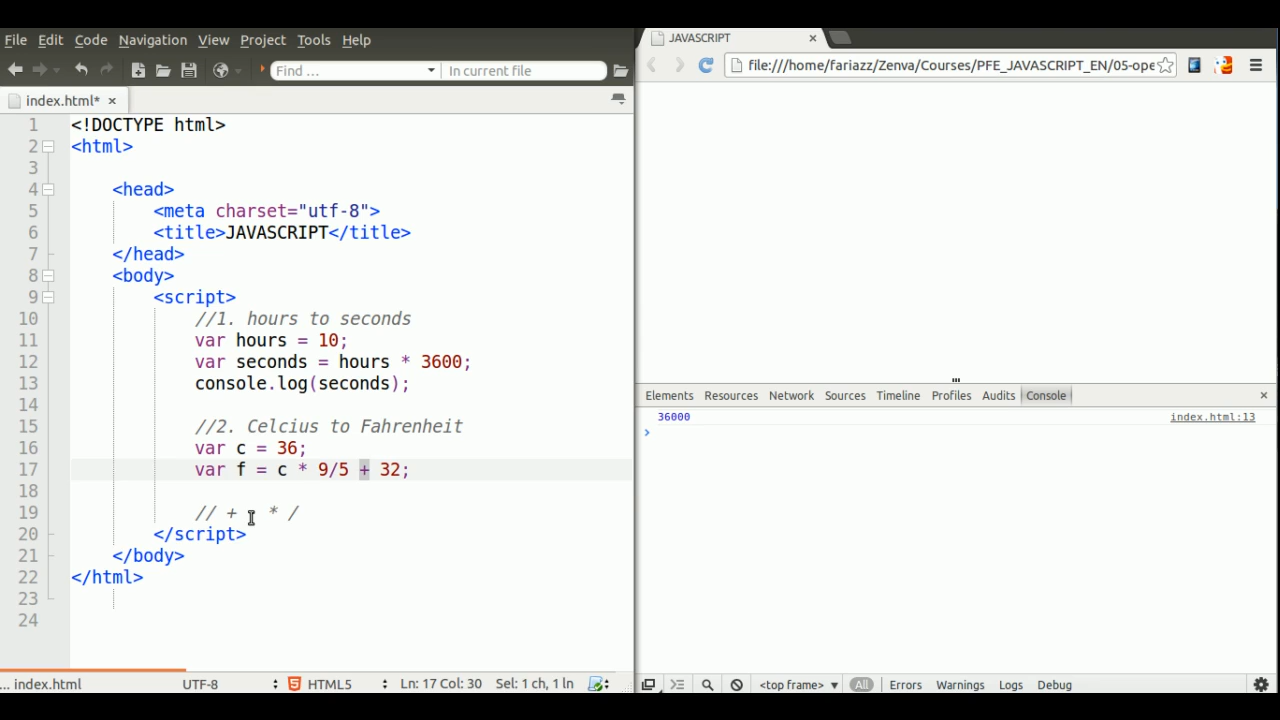 File Edit Code Navigation View Project Tools Help
Find ... In current file
index.html* ×
1 <!DOCTYPE html>
2 <html>
3
4 <head>
5 <meta charset="utf-8">
6 <title>JAVASCRIPT</title>
7 </head>
8 <body>
9 <script>
10 //1. hours to seconds
11 var hours = 10;
12 var seconds = hours * 3600;
13 console.log(seconds);
14
15 //2. Celcius to Fahrenheit
16 var c = 36;
17 var f = c * 9/5 + 32;
18
19 // + * /
20 </script>
21 </body>
22 </html>
23
24
... index.html UTF-8 HTML5 Ln: 17 Col: 30 Sel: 1 ch, 1 ln
JAVASCRIPT ×
file:///home/fariazz/Zenva/Courses/PFE_JAVASCRIPT_EN/05-ope
Elements Resources Network Sources Timeline Profiles Audits Console ×
36000 index.html:13
>
<top frame> ▼ All Errors Warnings Logs Debug